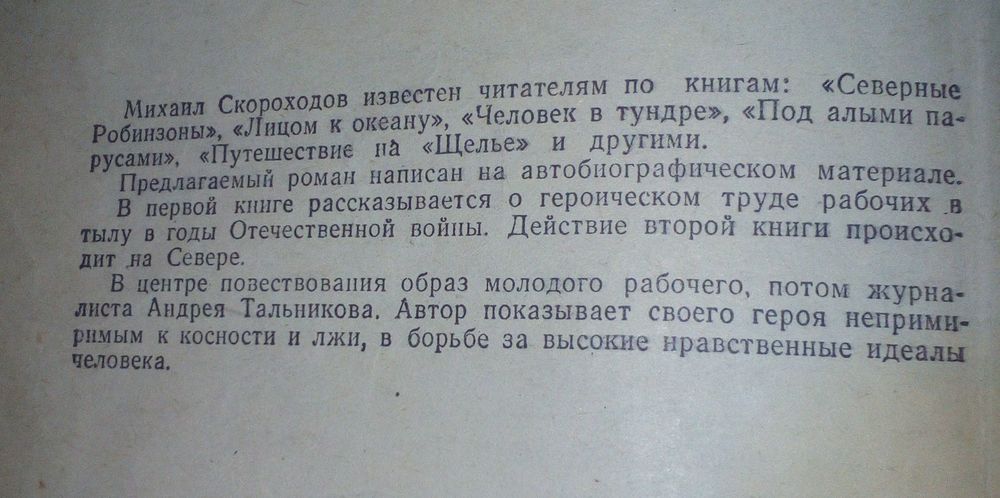 Михаил Скороходов известен читателям по книгам: «Северные
Робинзоны», «Лицом к океану», «Человек в тундре», «Под алыми па-
русами», «Путешествие на «Щелье» и другими.
Предлагаемый роман написан на автобиографическом материале.
В первой книге рассказывается о героическом труде рабочих в
тылу в годы Отечественной войны. Действие второй книги происхо-
дит на Севере.
В центре повествования образ молодого рабочего, потом журна-
листа Андрея Тальникова. Автор показывает своего героя неприми-
римым к косности и лжи, в борьбе за высокие нравственные идеалы
человека.